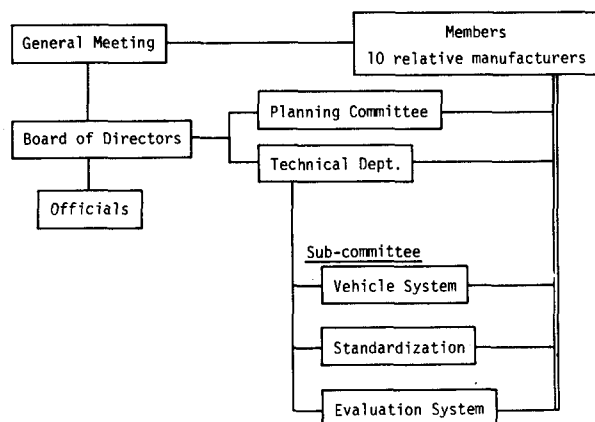 General Meeting
Members
10 relative manufacturers
Planning Committee
Board of Directors
Technical Dept.
Officials
Sub-committee
Vehicle System
Standardization
Evaluation System